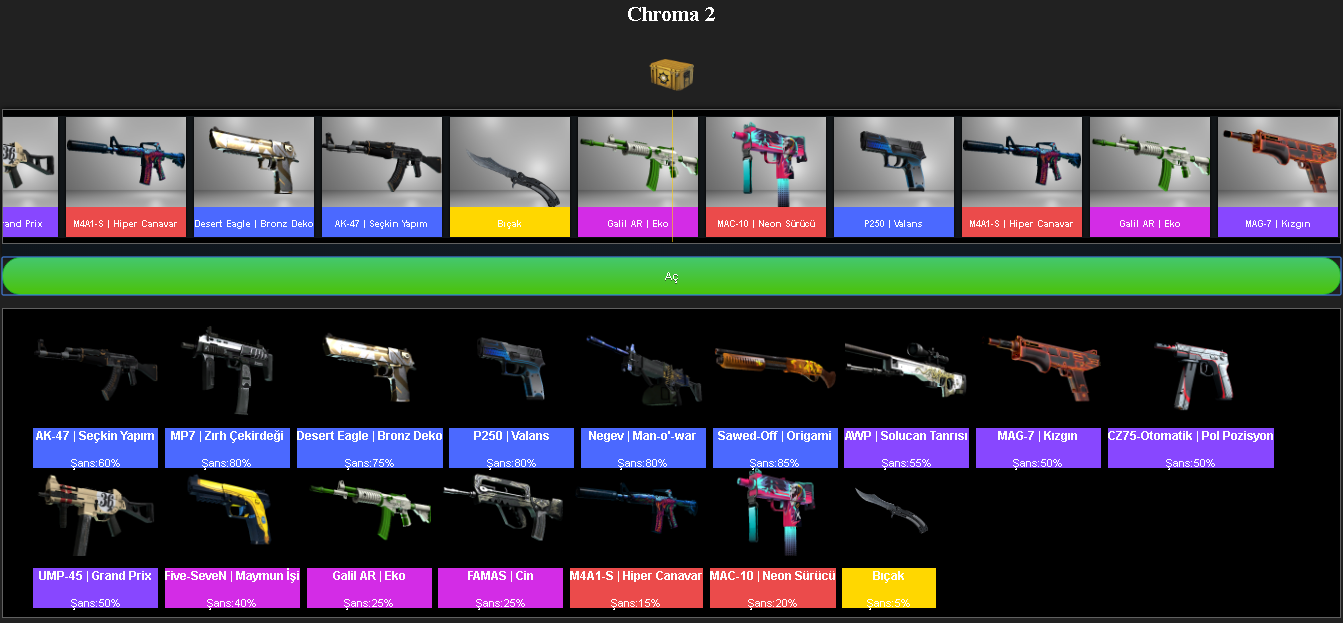 Chroma 2
rand Prix
M4A1-S | Hiper Canavar
Desert Eagle | Bronz Deko
AK-47 | Seçkin Yapım
Bıçak
Galil AR | Eko
MAC-10 | Neon Sürücü
P250 | Valans
M4A1-S | Hiper Canavar
Galil AR | Eko
MAG-7 | Kızgın
Aç
AK-47 | Seçkin Yapım
Şans:60%
MP7 | Zırh Çekirdeği
Şans:80%
Desert Eagle | Bronz Deko
Şans:75%
P250 | Valans
Şans:80%
Negev | Man-o'-war
Şans:80%
Sawed-Off | Origami
Şans:85%
AWP | Solucan Tanrısı
Şans:55%
MAG-7 | Kızgın
Şans:50%
CZ75-Otomatik | Pol Pozisyon
Şans:50%
UMP-45 | Grand Prix
Şans:50%
Five-SeveN | Maymun İşi
Şans:40%
Galil AR | Eko
Şans:25%
FAMAS | Cin
Şans:25%
M4A1-S | Hiper Canavar
Şans:15%
MAC-10 | Neon Sürücü
Şans:20%
Bıçak
Şans:5%